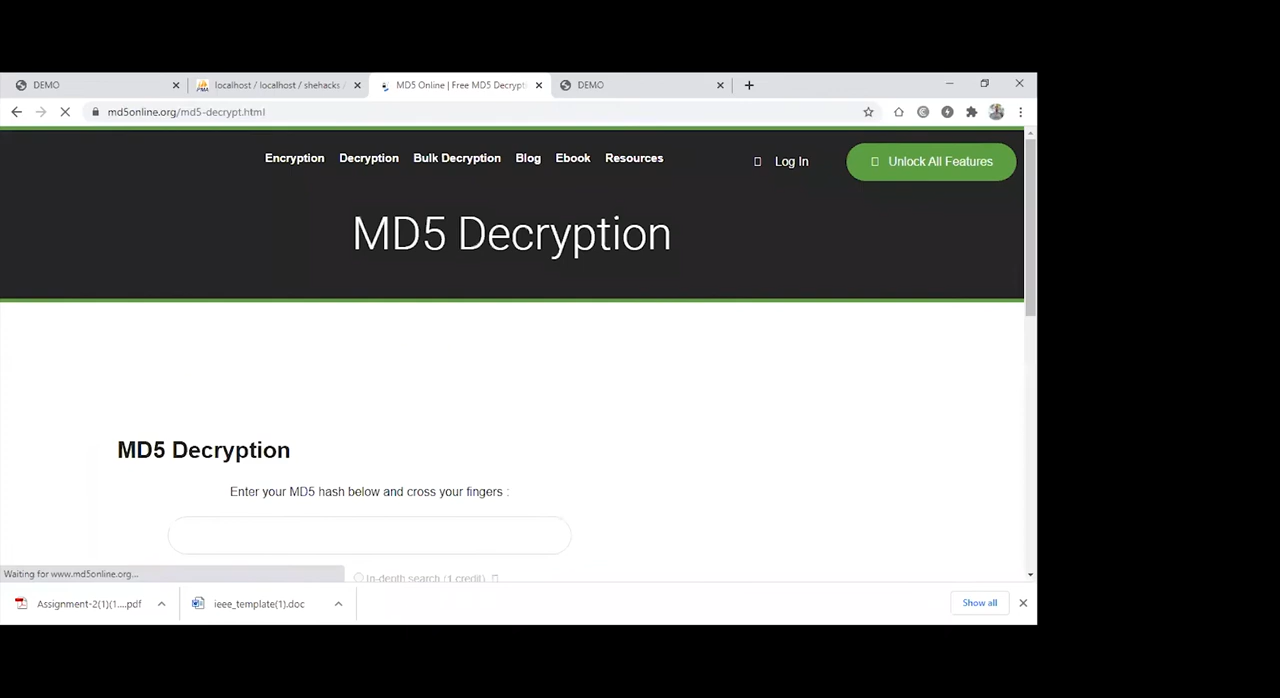 DEMO
localhost / localhost / shehacks /
MD5 Online | Free MD5 Decrypti
DEMO
md5online.org/md5-decrypt.html
Encryption
Decryption
Bulk Decryption
Blog
Ebook
Resources
Log In
Unlock All Features
MD5 Decryption
MD5 Decryption
Enter your MD5 hash below and cross your fingers :
In-depth search (1 credit)
Waiting for www.md5online.org...
Assignment-2(1)(1....pdf
ieee_template(1).doc
Show all